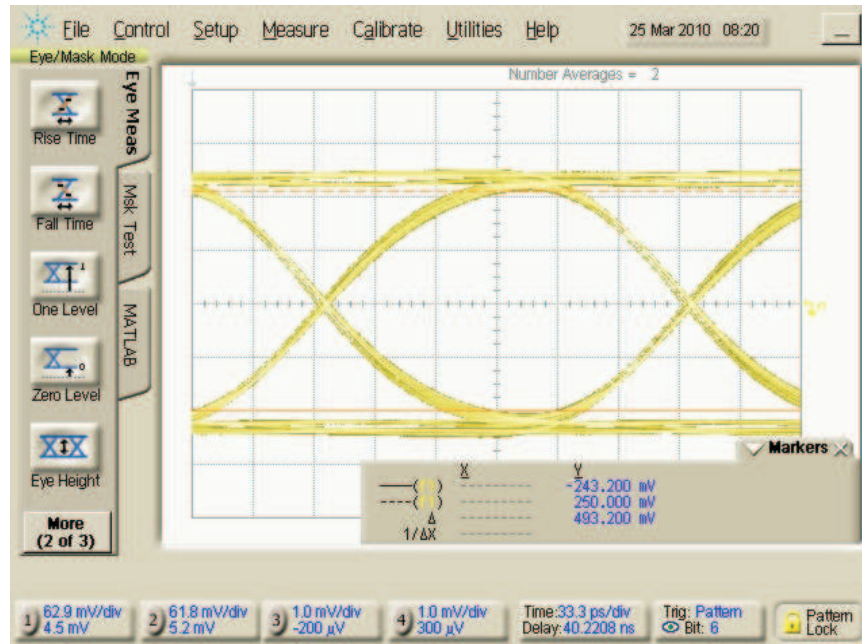 File Control Setup Measure Calibrate Utilities Help 25 Mar 2010 08:20
Eye/Mask Mode
Number Averages = 2
Eye Meas
Rise Time
Msk Test
Fall Time
One Level
MATLAB
Zero Level
Eye Height
More
(2 of 3)
Markers
X Y
-243.200 mV
250.000 mV
Δ 493.200 mV
1/ΔX
1) 62.9 mV/div 2) 61.8 mV/div 3) 1.0 mV/div 4) 1.0 mV/div Time:33.3 ps/div Trig: Pattern Pattern
4.5 mV 5.2 mV -200 µV 300 µV Delay:40.2208 ns Bit: 6 Lock